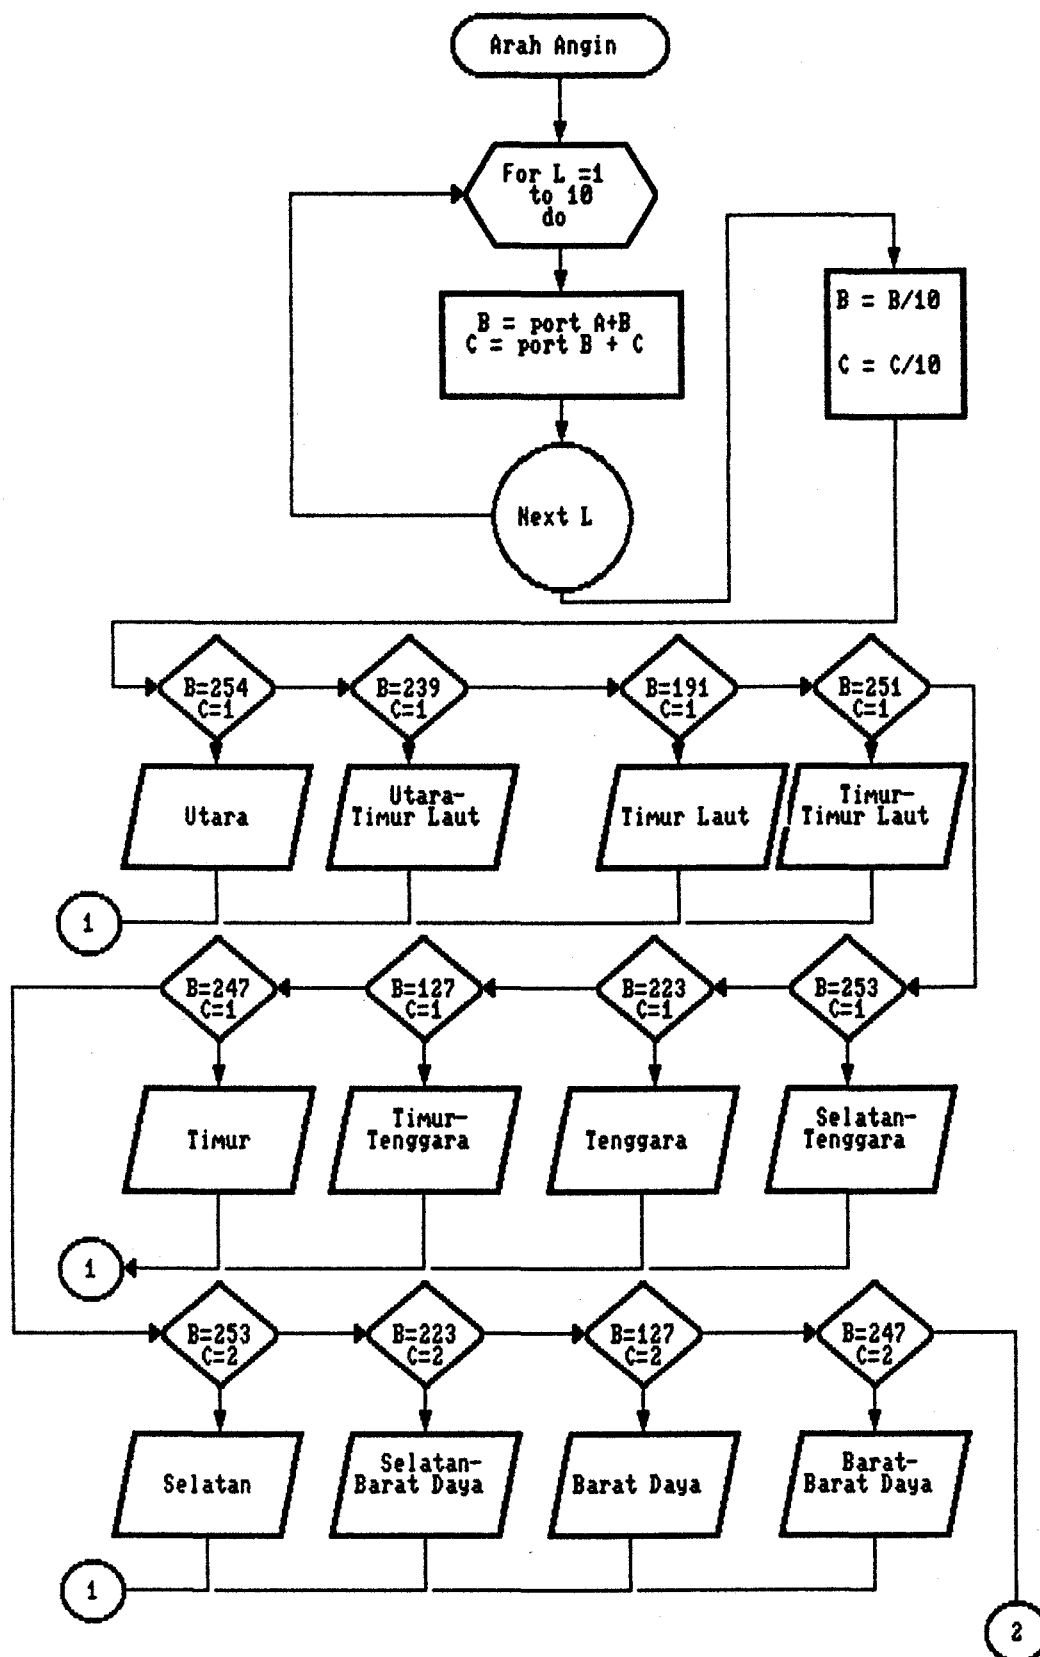 Arah Angin
For L =1
to 10
do
B = port A+B
C = port B + C
B = B/10
C = C/10
Next L
B=254
C=1
B=239
C=1
B=191
C=1
B=251
C=1
Utara
Utara-
Timur Laut
Timur Laut
Timur-
Timur Laut
1
B=247
C=1
B=127
C=1
B=223
C=1
B=253
C=1
Timur
Timur-
Tenggara
Tenggara
Selatan-
Tenggara
1
B=253
C=2
B=223
C=2
B=127
C=2
B=247
C=2
Selatan
Selatan-
Barat Daya
Barat Daya
Barat-
Barat Daya
1
2